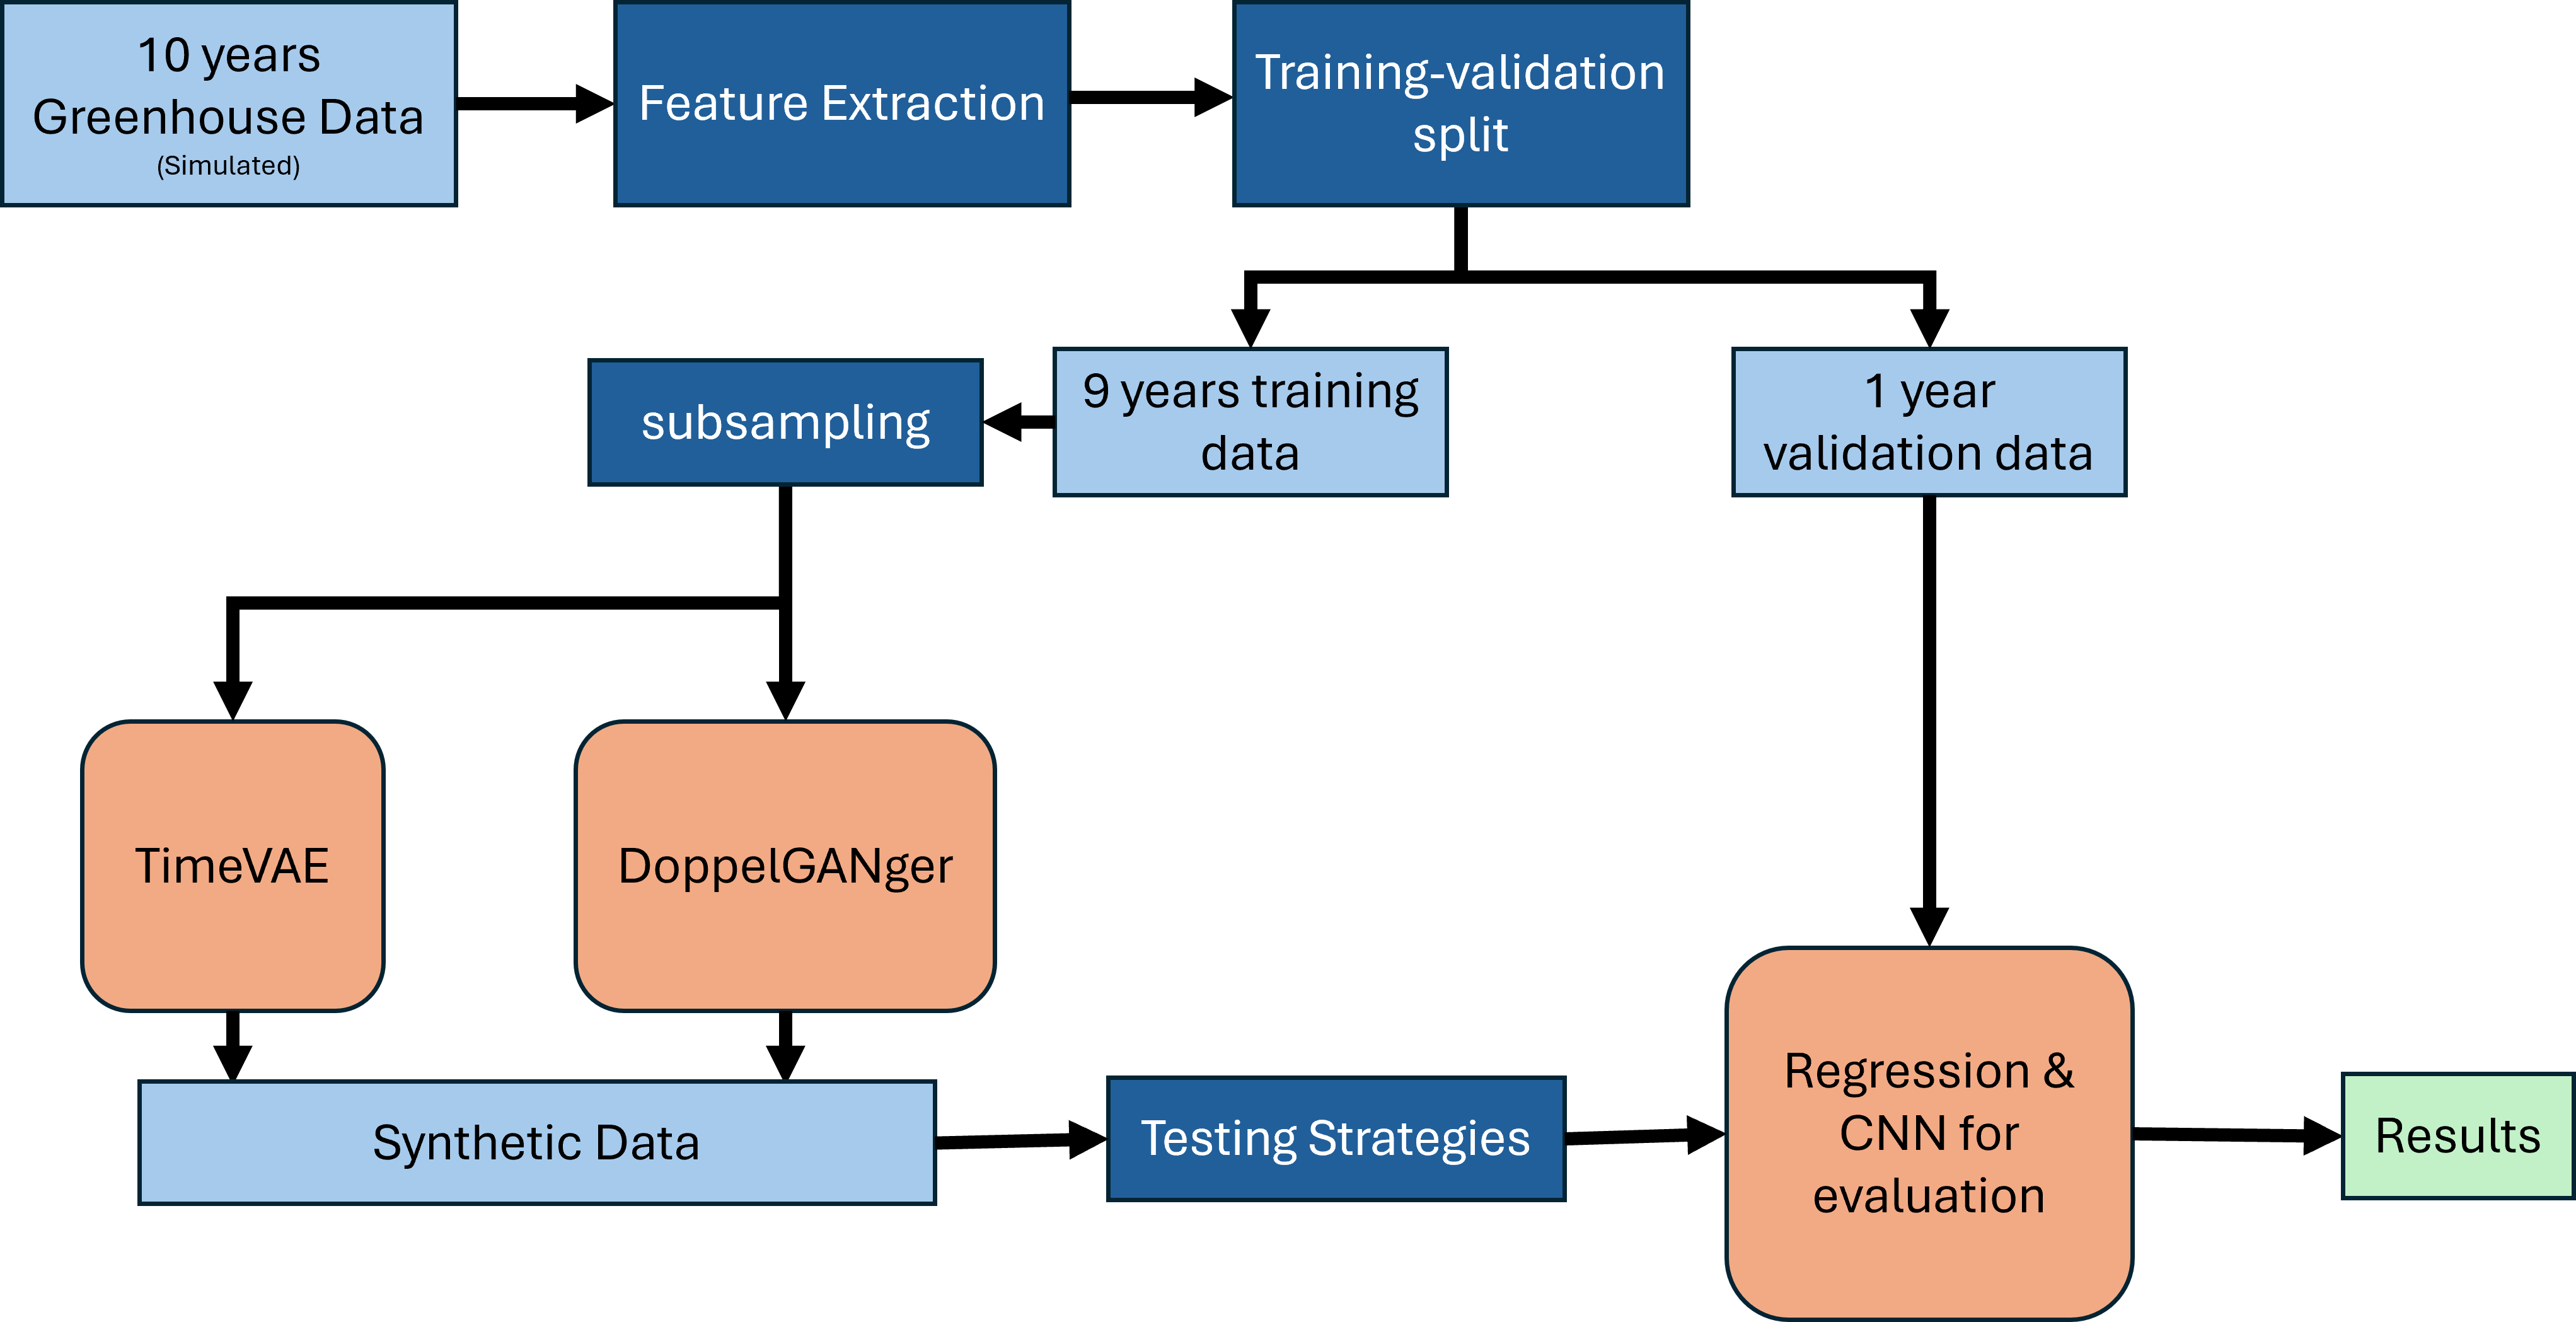 10 years
Greenhouse Data
(Simulated)
Feature Extraction
Training-validation
split
subsampling
9 years training
data
1 year
validation data
TimeVAE
DoppelGANger
Synthetic Data
Testing Strategies
Regression &
CNN for
evaluation
Results